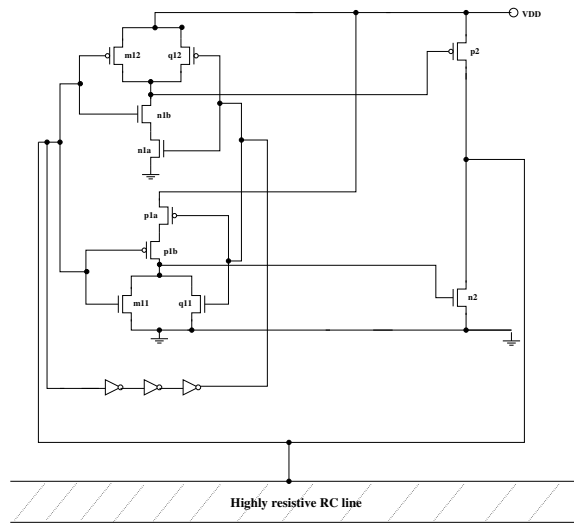 VDD
m12
q12
p2
n1b
n1a
p1a
p1b
m11
q11
n2
Highly resistive RC line